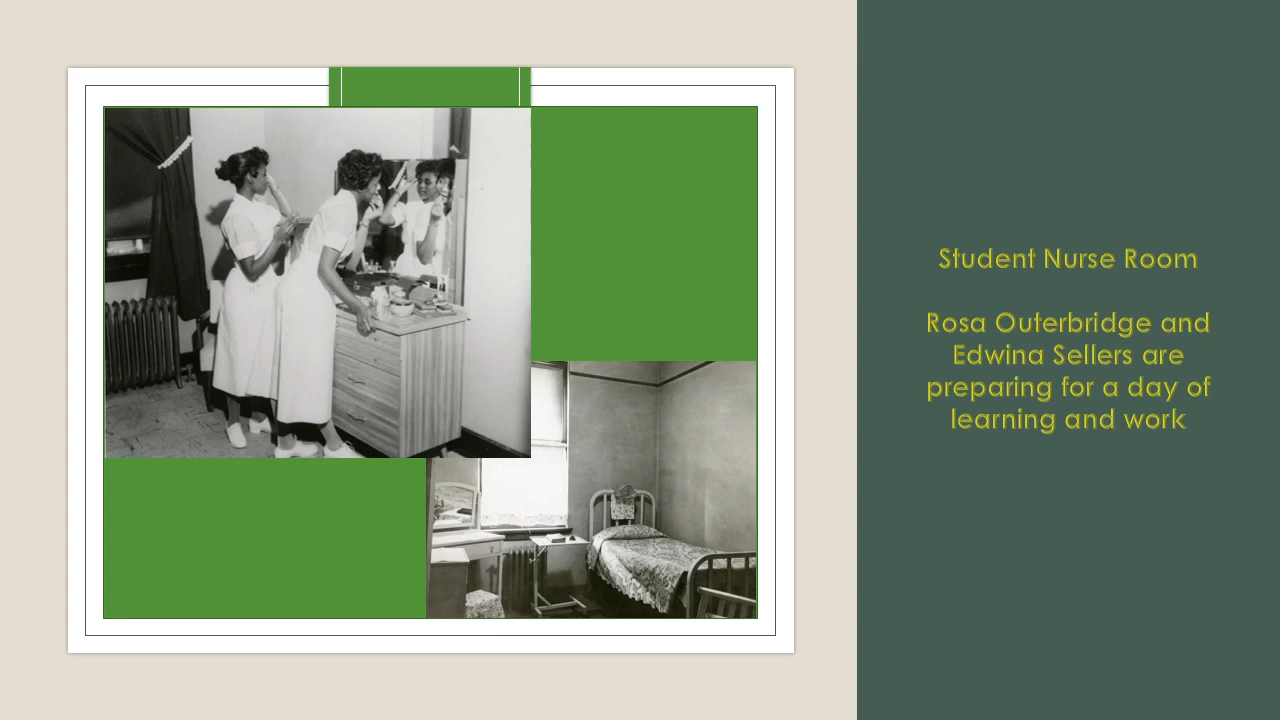 Student Nurse Room
Rosa Outerbridge and
Edwina Sellers are
preparing for a day of
learning and work